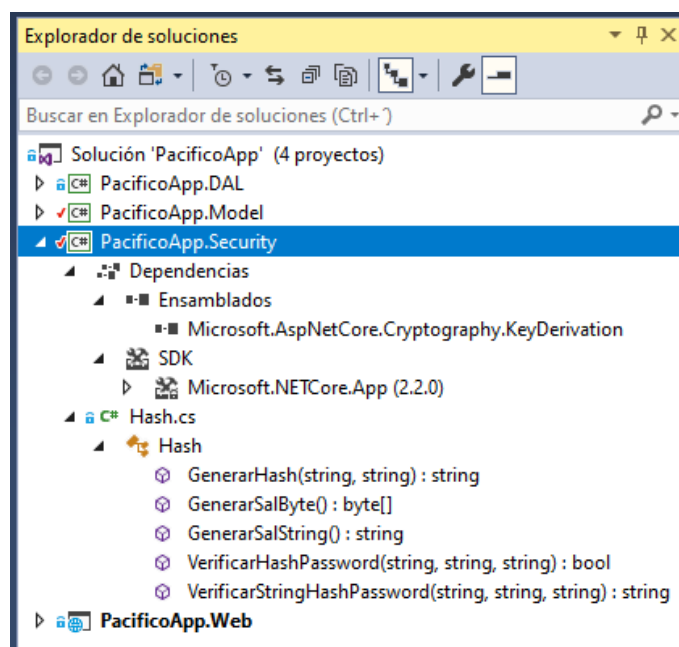 Explorador de soluciones
Buscar en Explorador de soluciones (Ctrl+´)
Solución 'PacificoApp' (4 proyectos)
C# PacificoApp.DAL
C# PacificoApp.Model
C# PacificoApp.Security
Dependencias
Ensamblados
Microsoft.AspNetCore.Cryptography.KeyDerivation
SDK
Microsoft.NETCore.App (2.2.0)
C# Hash.cs
Hash
GenerarHash(string, string) : string
GenerarSalByte() : byte[]
GenerarSalString() : string
VerificarHashPassword(string, string, string) : bool
VerificarStringHashPassword(string, string, string) : string
PacificoApp.Web